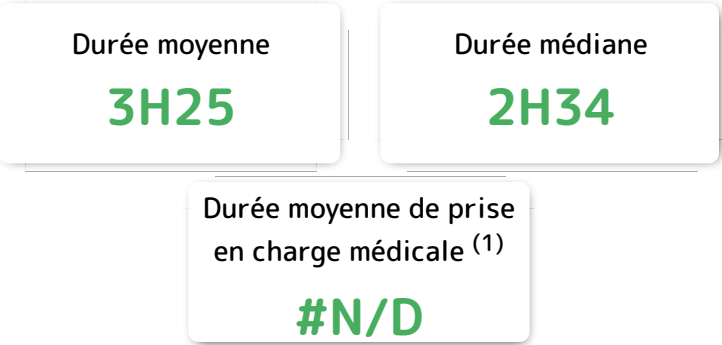 Durée moyenne
3H25
Durée médiane
2H34
Durée moyenne de prise
en charge médicale (1)
#N/D